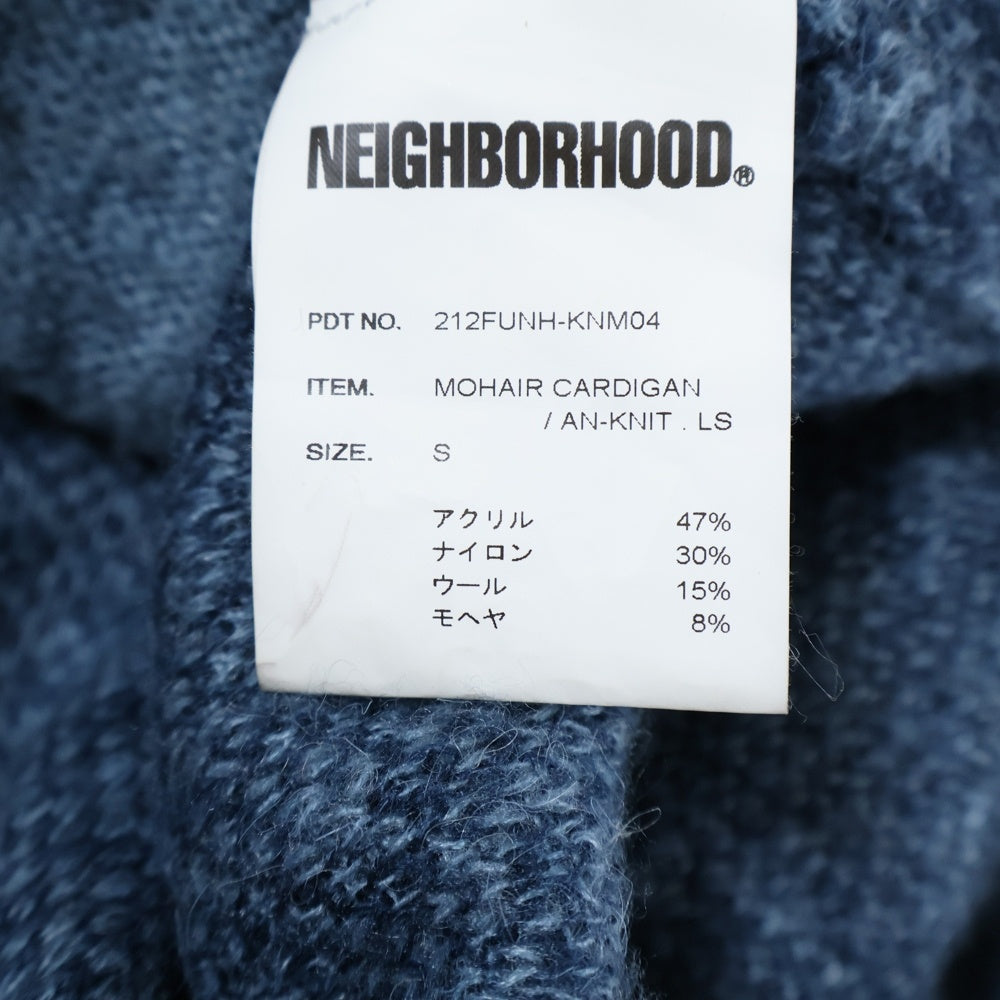 NEIGHBORHOOD®
PDT NO. 212FUNH-KNM04
ITEM. MOHAIR CARDIGAN
/ AN-KNIT . LS
SIZE. S
アクリル 47%
ナイロン 30%
ウール 15%
モヘヤ 8%